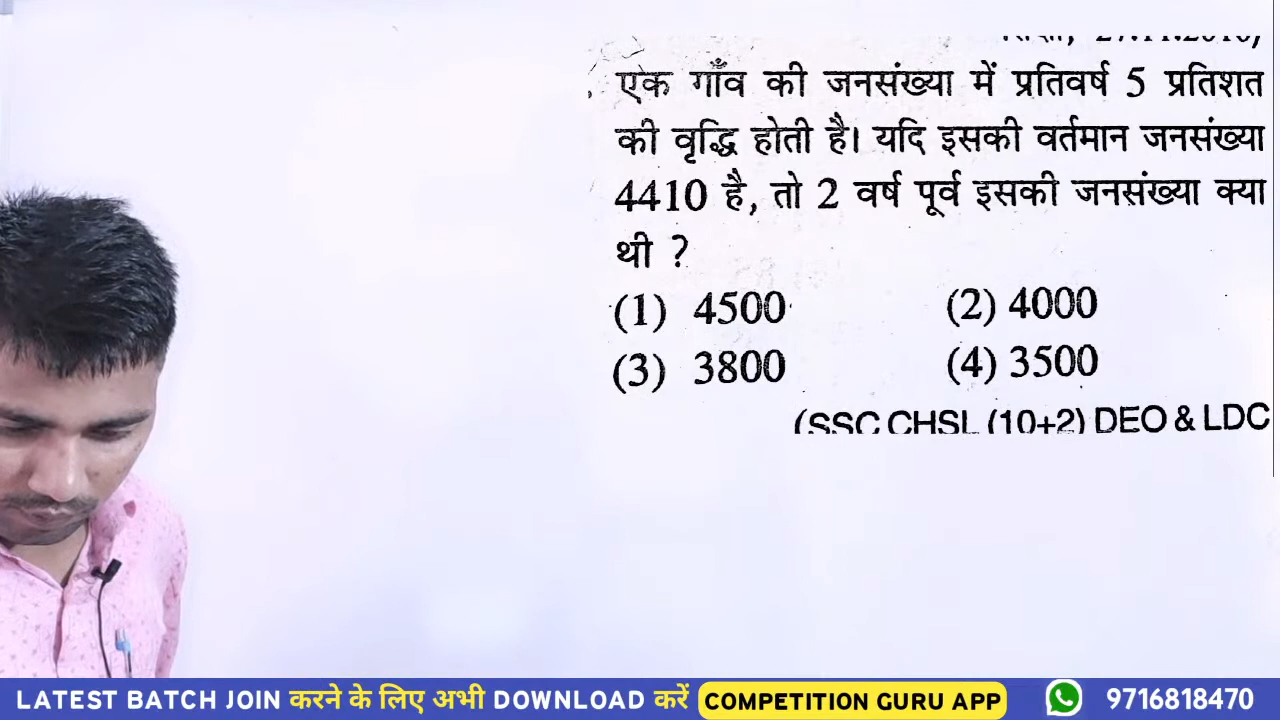 एक गाँव की जनसंख्या में प्रतिवर्ष 5 प्रतिशत
की वृद्धि होती है। यदि इसकी वर्तमान जनसंख्या
4410 है, तो 2 वर्ष पूर्व इसकी जनसंख्या क्या
थी ?
(1) 4500 (2) 4000
(3) 3800 (4) 3500
(SSC CHSL (10+2) DEO & LDC
LATEST BATCH JOIN करने के लिए अभी DOWNLOAD करें COMPETITION GURU APP 9716818470